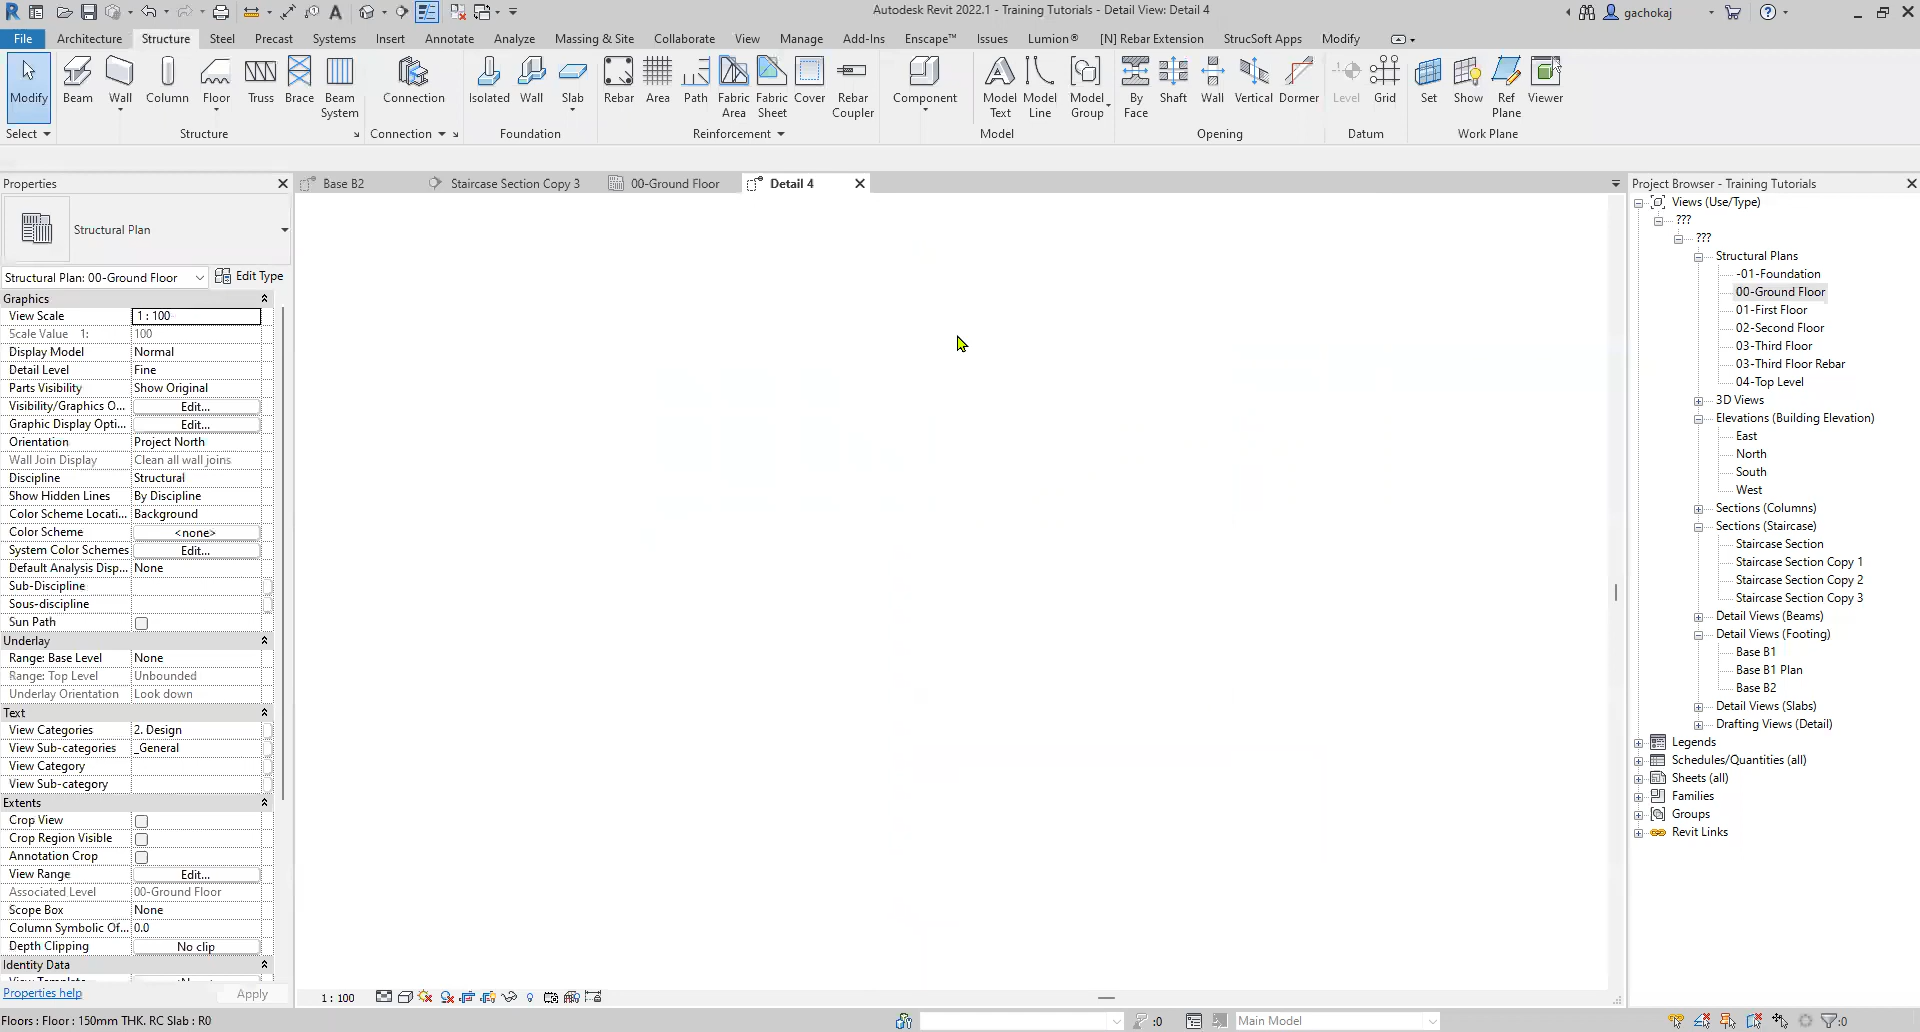 Autodesk Revit 2022.1 - Training Tutorials - Detail View: Detail 4
gachokaj
File Architecture Structure Steel Precast Systems Insert Annotate Analyze Massing & Site Collaborate View Manage Add-Ins Enscape™ Issues Lumion® [N] Rebar Extension StrucSoft Apps Modify
Modify Beam Wall Column Floor Truss Brace Beam System Connection Isolated Wall Slab Rebar Area Path Fabric Area Fabric Sheet Cover Rebar Coupler Component Model Text Model Line Model Group By Face Shaft Wall Vertical Dormer Level Grid Set Show Ref Plane Viewer
Select Structure Connection Foundation Reinforcement Model Opening Datum Work Plane
Properties
Base B2 Staircase Section Copy 3 00-Ground Floor Detail 4
Structural Plan
Structural Plan: 00-Ground Floor Edit Type
Graphics
View Scale 1 : 100
Scale Value 1: 100
Display Model Normal
Detail Level Fine
Parts Visibility Show Original
Visibility/Graphics O... Edit...
Graphic Display Opti... Edit...
Orientation Project North
Wall Join Display Clean all wall joins
Discipline Structural
Show Hidden Lines By Discipline
Color Scheme Locati... Background
Color Scheme <none>
System Color Schemes Edit...
Default Analysis Disp... None
Sub-Discipline
Sous-discipline
Sun Path
Underlay
Range: Base Level None
Range: Top Level Unbounded
Underlay Orientation Look down
Text
View Categories 2. Design
View Sub-categories _General
View Category
View Sub-category
Extents
Crop View
Crop Region Visible
Annotation Crop
View Range Edit...
Associated Level 00-Ground Floor
Scope Box None
Column Symbolic Of... 0.0
Depth Clipping No clip
Identity Data
Properties help Apply
1 : 100
Project Browser - Training Tutorials
Views (Use/Type)
???
???
Structural Plans
-01-Foundation
00-Ground Floor
01-First Floor
02-Second Floor
03-Third Floor
03-Third Floor Rebar
04-Top Level
3D Views
Elevations (Building Elevation)
East
North
South
West
Sections (Columns)
Sections (Staircase)
Staircase Section
Staircase Section Copy 1
Staircase Section Copy 2
Staircase Section Copy 3
Detail Views (Beams)
Detail Views (Footing)
Base B1
Base B1 Plan
Base B2
Detail Views (Slabs)
Drafting Views (Detail)
Legends
Schedules/Quantities (all)
Sheets (all)
Families
Groups
Revit Links
Floors : Floor : 150mm THK. RC Slab : R0
:0 Main Model :0